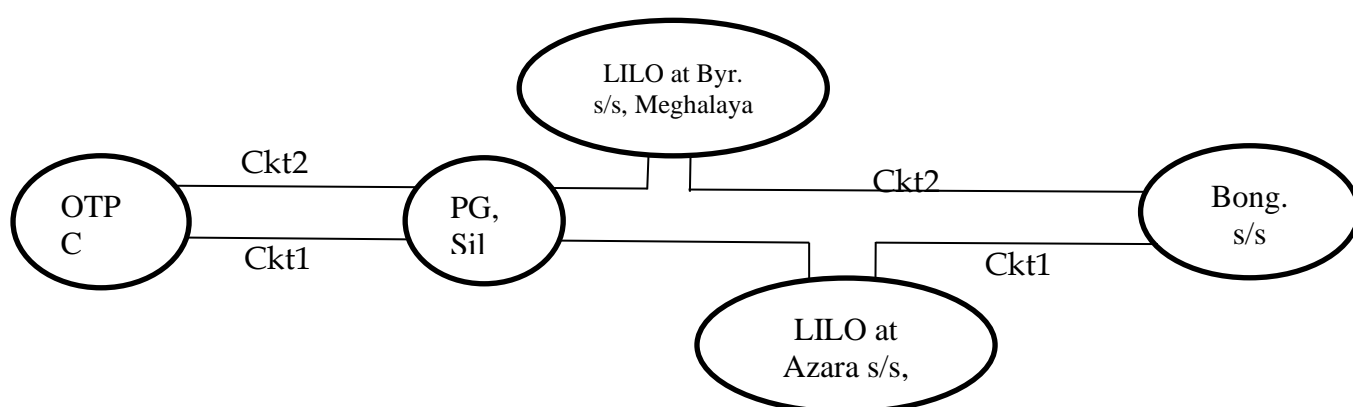 LILO at Byr.
s/s, Meghalaya
Ckt2
OTP
C
PG,
Sil
Ckt1
Ckt2
Bong.
s/s
Ckt1
LILO at
Azara s/s,